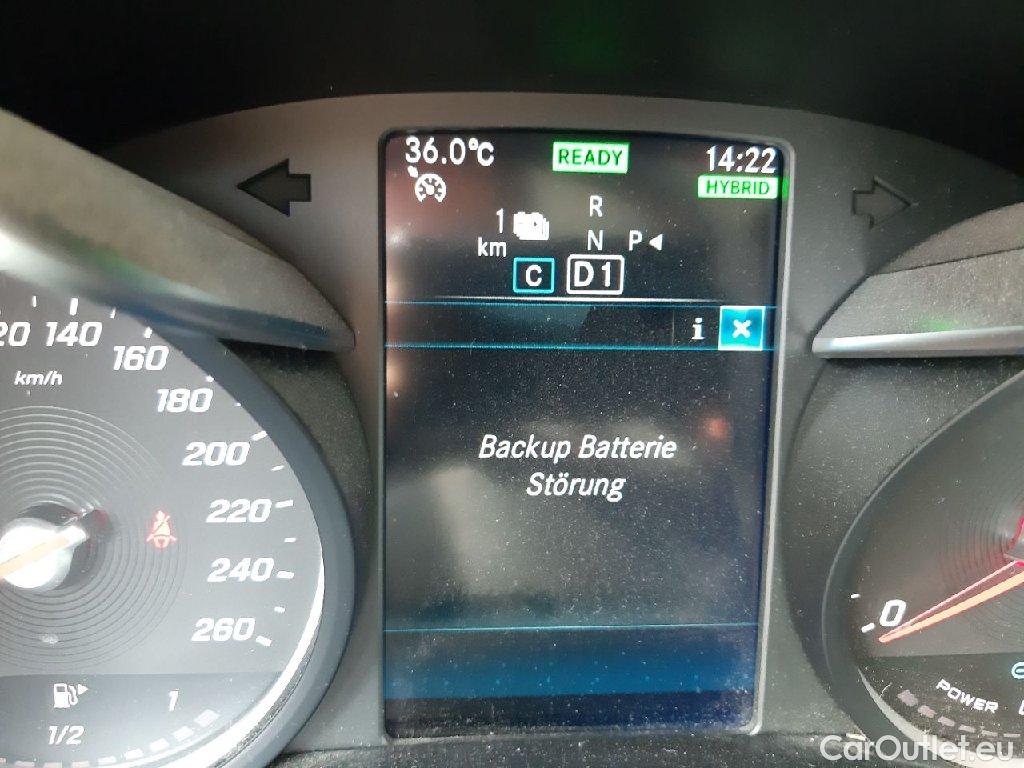 36.0°C
READY
14:22
HYBRID
1
km
R
N
P
C
D1
i
Backup Batterie
Störung
20
140
160
180
200
220
240
260
km/h
1/2
1
0
POWER
CarOutlet.eu